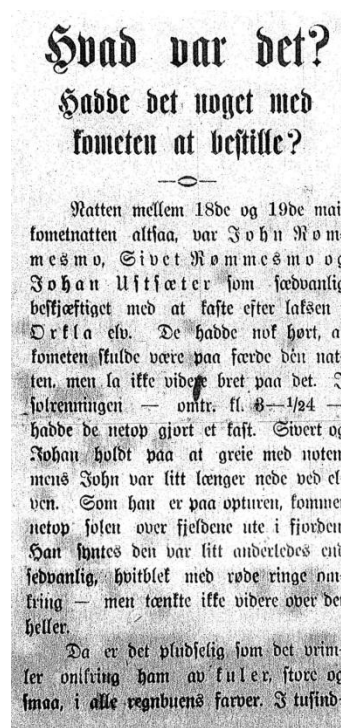 Hvad var det?
Hadde det noget med
kometen at bestille?
Natten mellem 18de og 19de mai,
kometnatten altsaa, var John Røm-
mesmo, Sivet Rømmesmo og
Johan Ustsæter som sædvanlig
beskjæftiget med at kaste efter laksen
Orkla elv. De hadde nok hørt, a
kometen skulde være paa færde den nat-
ten, men la ikke videre bret paa det. I
solrenningen — omtr. kl. 3—1/24 —
hadde de netop gjort et kast. Sivert og
Johan holdt paa at greie med noten
mens John var litt længer nede ved el-
ven. Som han er paa opturen, kommer
netop solen over fjeldene ute i fjorden
Han syntes den var litt anderledes end
sedvanlig, hvitblek med røde ringe om-
kring — men tænkte ikke videre over det
heller.
Da er det pludselig som det vrim-
ler omkring ham av kuler, store og
smaa, i alle regnbuens farver. I tusind-